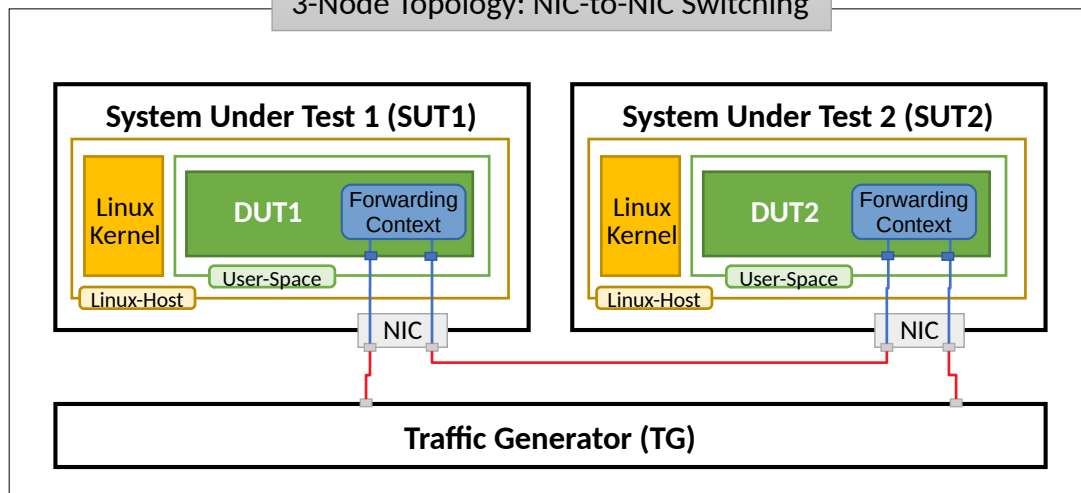 3-Node Topology: NIC-to-NIC Switching
System Under Test 1 (SUT1)
Linux
Kernel
DUT1
Forwarding
Context
User-Space
Linux-Host
NIC
System Under Test 2 (SUT2)
Linux
Kernel
DUT2
Forwarding
Context
User-Space
Linux-Host
NIC
Traffic Generator (TG)